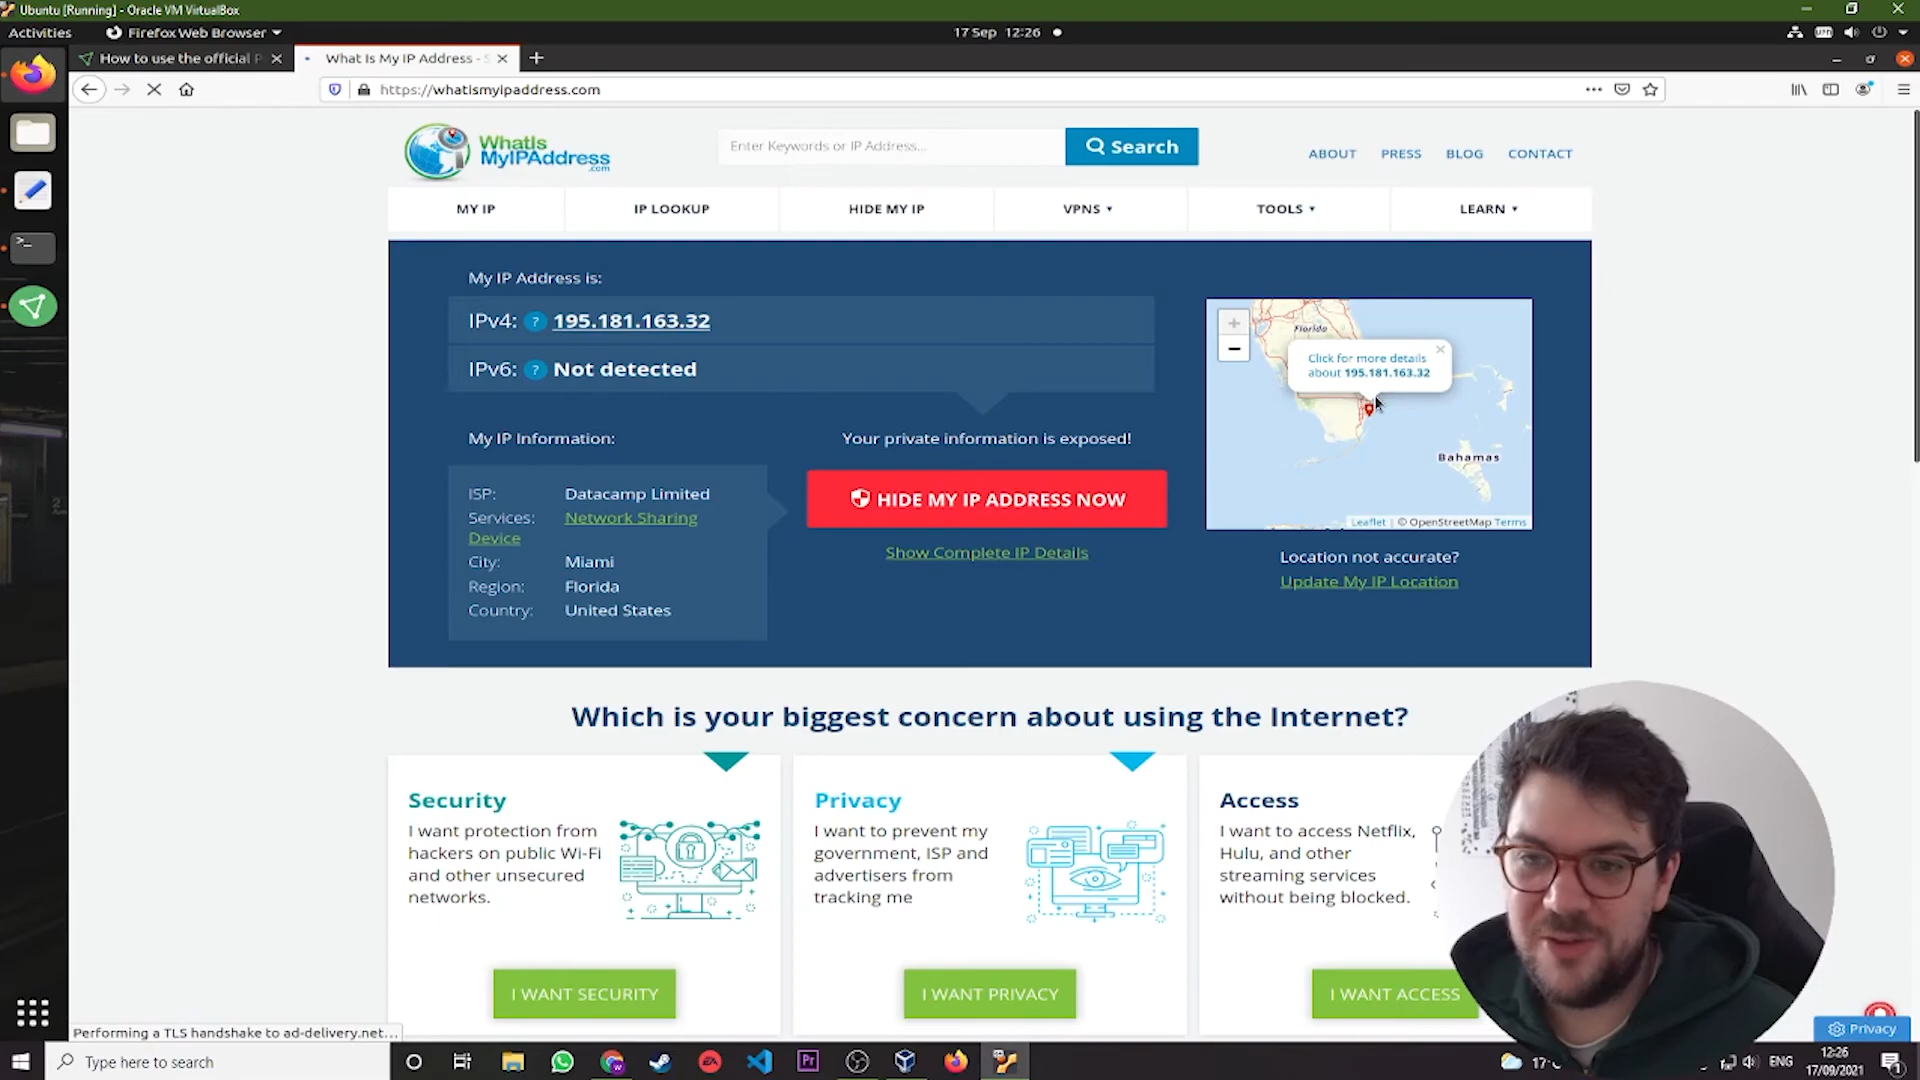 Ubuntu [Running] - Oracle VM VirtualBox
Activities
Firefox Web Browser
17 Sep 12:26
How to use the official P
What Is My IP Address - S
https://whatismyipaddress.com
WhatIs
MyIPAddress
.com
Enter Keywords or IP Address...
Search
ABOUT
PRESS
BLOG
CONTACT
MY IP
IP LOOKUP
HIDE MY IP
VPNS
TOOLS
LEARN
My IP Address is:
IPv4: ? 195.181.163.32
IPv6: ? Not detected
My IP Information:
ISP: Datacamp Limited
Services: Network Sharing
Device
City: Miami
Region: Florida
Country: United States
Your private information is exposed!
HIDE MY IP ADDRESS NOW
Show Complete IP Details
+
−
Florida
Click for more details
about 195.181.163.32
Bahamas
Leaflet | © OpenStreetMap Terms
Location not accurate?
Update My IP Location
Which is your biggest concern about using the Internet?
Security
I want protection from
hackers on public Wi-Fi
and other unsecured
networks.
I WANT SECURITY
Privacy
I want to prevent my
government, ISP and
advertisers from
tracking me
I WANT PRIVACY
Access
I want to access Netflix,
Hulu, and other
streaming services
without being blocked.
I WANT ACCESS
Privacy
Performing a TLS handshake to ad-delivery.net...
Type here to search
EA
Pr
ENG
12:26
17/09/2021